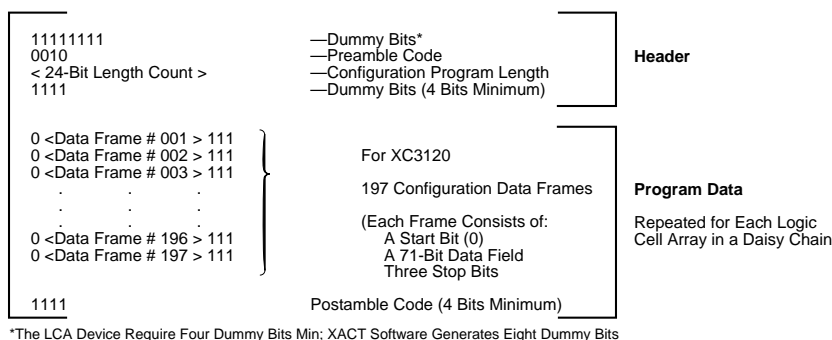 11111111 —Dummy Bits*
0010 —Preamble Code
< 24-Bit Length Count > —Configuration Program Length
1111 —Dummy Bits (4 Bits Minimum)
Header
0 <Data Frame # 001 > 111
0 <Data Frame # 002 > 111
0 <Data Frame # 003 > 111
. . .
. . .
. . .
0 <Data Frame # 196 > 111
0 <Data Frame # 197 > 111
For XC3120
197 Configuration Data Frames
(Each Frame Consists of:
A Start Bit (0)
A 71-Bit Data Field
Three Stop Bits
Program Data
Repeated for Each Logic
Cell Array in a Daisy Chain
1111 Postamble Code (4 Bits Minimum)
*The LCA Device Require Four Dummy Bits Min; XACT Software Generates Eight Dummy Bits